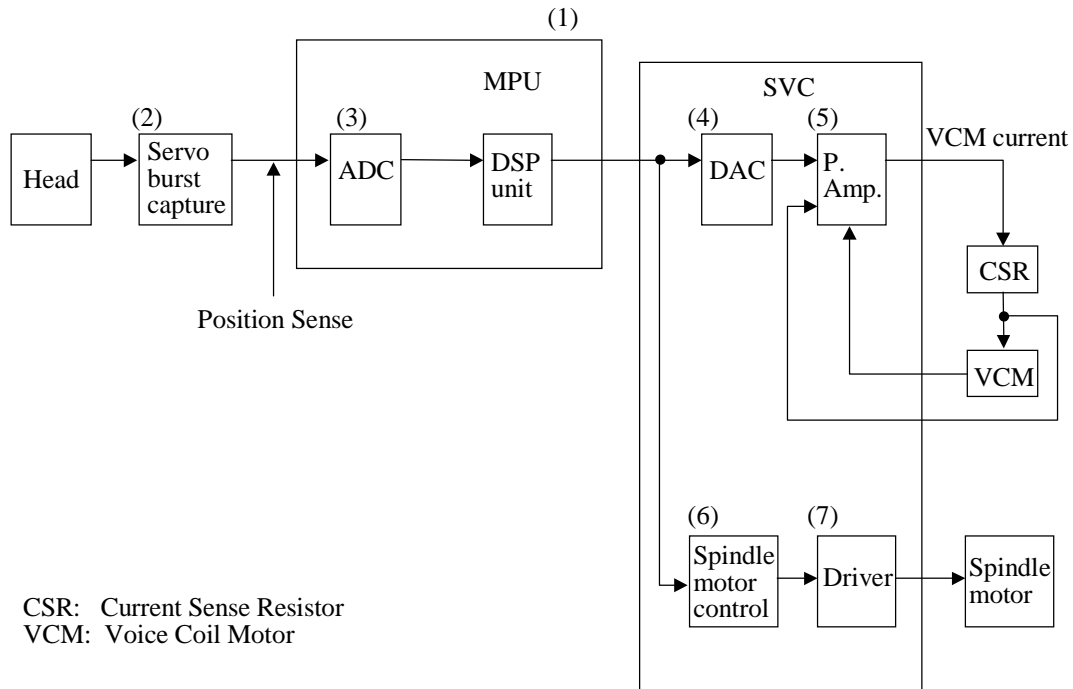 (1)
MPU
SVC
(2)
(3)
(4)
(5)
VCM current
Head
Servo
burst
capture
ADC
DSP
unit
DAC
P.
Amp.
CSR
Position Sense
VCM
(6)
(7)
Spindle
motor
control
Driver
Spindle
motor
CSR: Current Sense Resistor
VCM: Voice Coil Motor